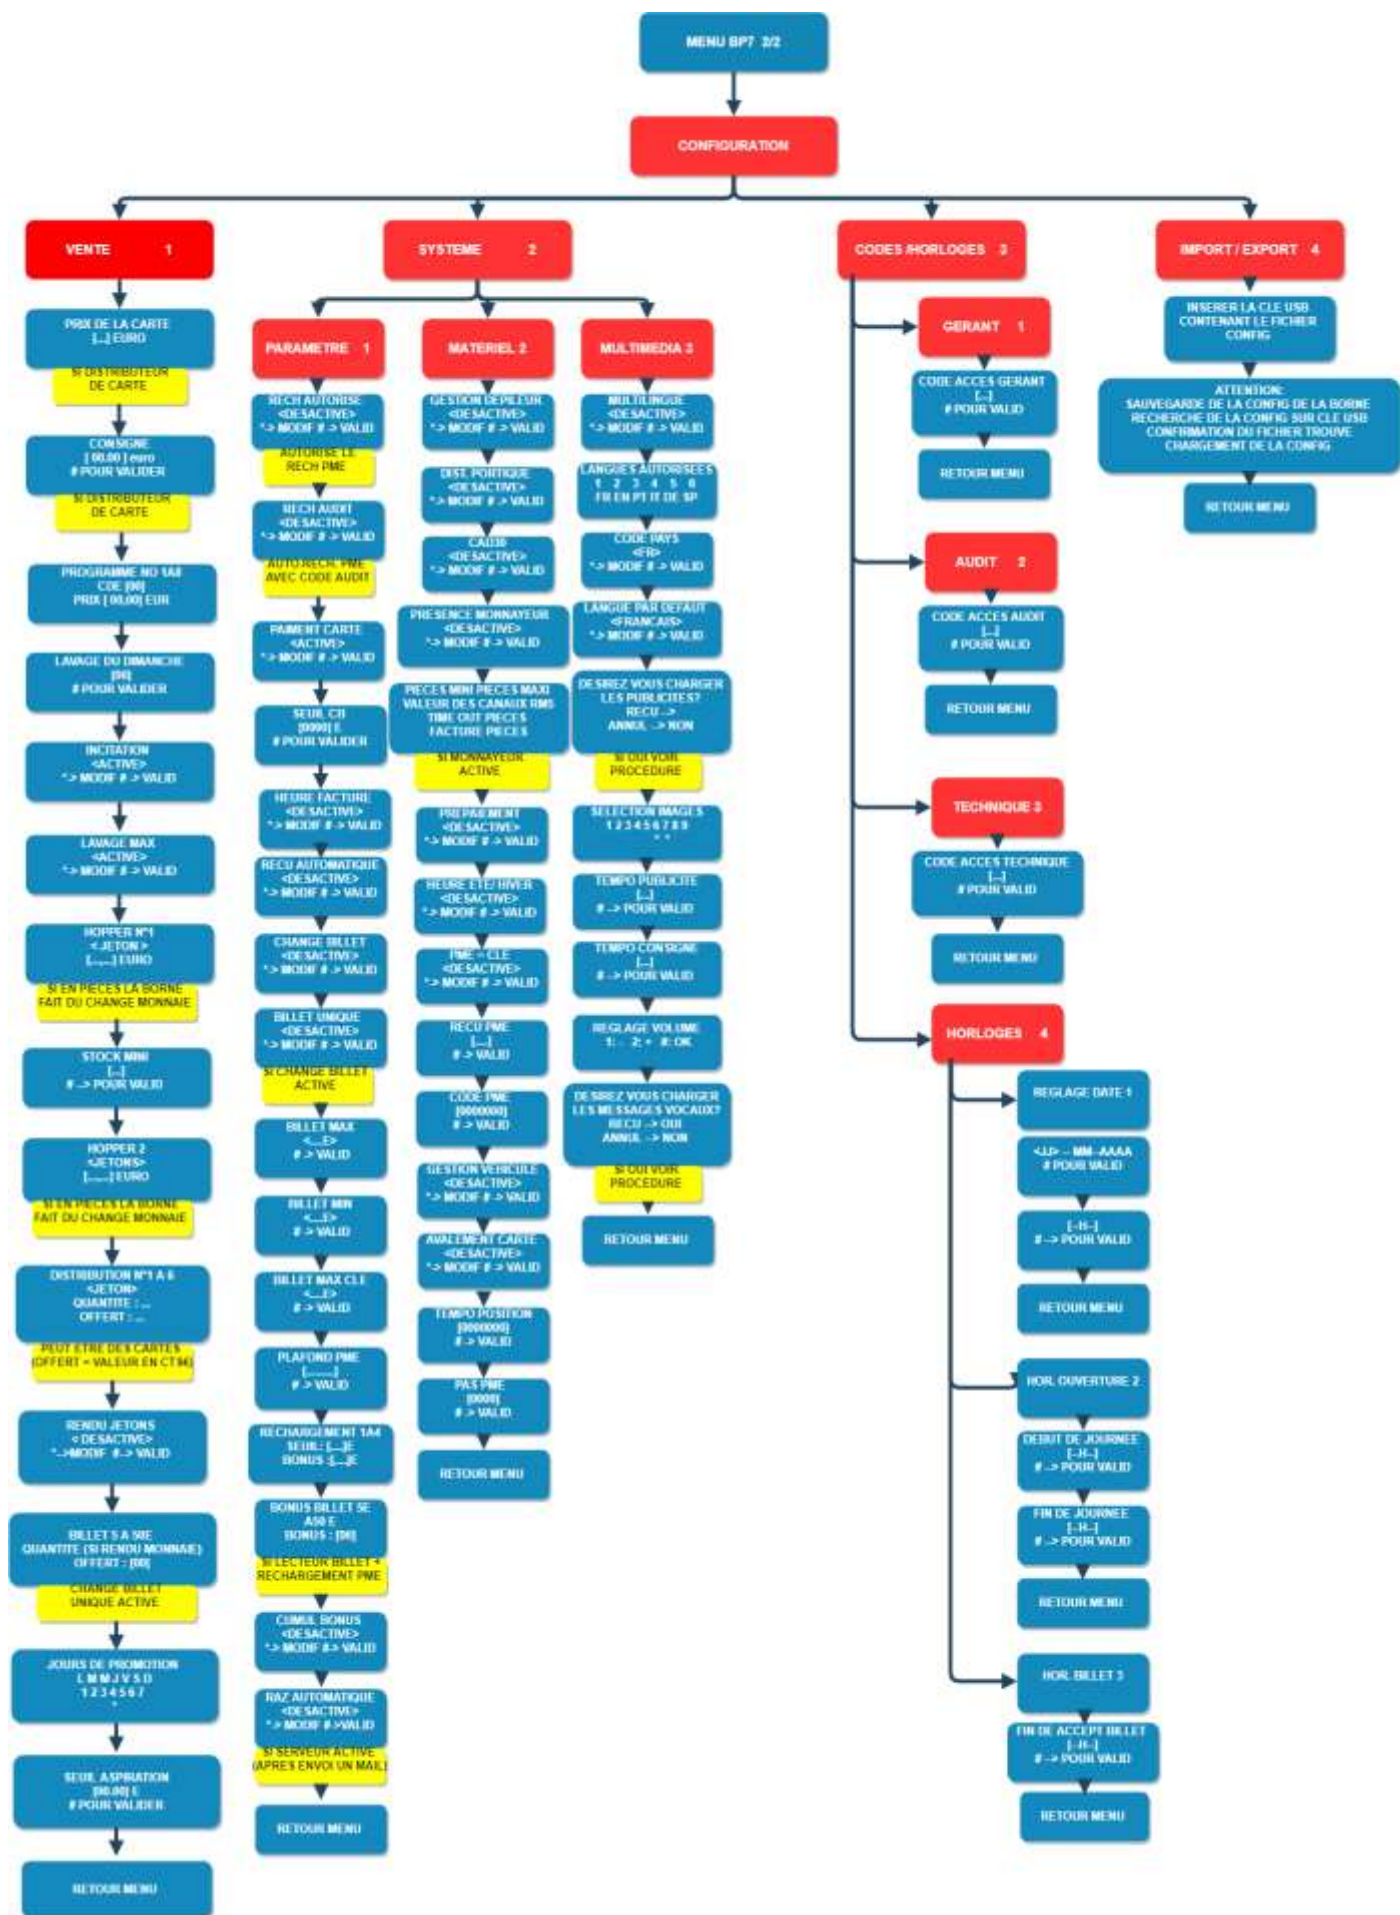 MENU BP7 2/2
CONFIGURATION
VENTE 1
PRIX DE LA CARTE
[...] EURO
SI DISTRIBUTEUR
DE CARTE
CONSIGNE
[ 00.00 ] euro
# POUR VALIDER
SI DISTRIBUTEUR
DE CARTE
PROGRAMME NO 1A8
CDE [00]
PRIX [ 00,00] EUR
LAVAGE DU DIMANCHE
[00]
# POUR VALIDER
INCITATION
<ACTIVE>
*-> MODIF # -> VALID
LAVAGE MAX
<ACTIVE>
*-> MODIF # -> VALID
HOPPER N°1
< JETON >
[...,...] EURO
SI EN PIECES LA BORNE
FAIT DU CHANGE MONNAIE
STOCK MINI
[...]
# --> POUR VALID
HOPPER 2
<JETONS>
[...,...] EURO
SI EN PIECES LA BORNE
FAIT DU CHANGE MONNAIE
DISTRIBUTION N°1 A 6
<JETON>
QUANTITE : ...
OFFERT : ...
PEUT ETRE DES CARTES
(OFFERT = VALEUR EN CTS€)
RENDU JETONS
< DESACTIVE>
*-->MODIF #--> VALID
BILLET 5 A 50E
QUANTITE (SI RENDU MONNAIE)
OFFERT : [00]
CHANGE BILLET
UNIQUE ACTIVE
JOURS DE PROMOTION
L M M J V S D
1 2 3 4 5 6 7
*
SEUIL ASPIRATION
[00.00] E
# POUR VALIDER
RETOUR MENU
SYSTEME 2
PARAMETRE 1
RECH AUTORISE
<DESACTIVE>
*-> MODIF # -> VALID
AUTORISE LE
RECH PME
RECH AUDIT
<DESACTIVE>
*-> MODIF # -> VALID
AUTO RECH. PME
AVEC CODE AUDIT
PAIMENT CARTE
<ACTIVE>
*-> MODIF # -> VALID
SEUIL CB
[0000] E
# POUR VALIDER
HEURE FACTURE
<DESACTIVE>
*-> MODIF # -> VALID
RECU AUTOMATIQUE
<DESACTIVE>
*-> MODIF # -> VALID
CHANGE BILLET
<DESACTIVE>
*-> MODIF # -> VALID
BILLET UNIQUE
<DESACTIVE>
*-> MODIF # -> VALID
SI CHANGE BILLET
ACTIVE
BILLET MAX
<....E>
# -> VALID
BILLET MIN
<....E>
# -> VALID
BILLET MAX CLE
<....E>
# -> VALID
PLAFOND PME
[........]
# -> VALID
RECHARGEMENT 1A4
SEUIL: [....]E
BONUS :[....]E
BONUS BILLET 5E
A50 E
BONUS : [00]
SI LECTEUR BILLET +
RECHARGEMENT PME
CUMUL BONUS
<DESACTIVE>
*-> MODIF #-> VALID
RAZ AUTOMATIQUE
<DESACTIVE>
*-> MODIF #->VALID
SI SERVEUR ACTIVE
(APRES ENVOI UN MAIL)
RETOUR MENU
MATERIEL 2
GESTION DEPILEUR
<DESACTIVE>
*-> MODIF # -> VALID
DIST. PORTIQUE
<DESACTIVE>
*-> MODIF # -> VALID
CAD30
<DESACTIVE>
*-> MODIF # -> VALID
PRESENCE MONNAYEUR
<DESACTIVE>
*-> MODIF # -> VALID
PIECES MINI PIECES MAXI
VALEUR DES CANAUX RM5
TIME OUT PIECES
FACTURE PIECES
SI MONNAYEUR
ACTIVE
PREPAIEMENT
<DESACTIVE>
*-> MODIF # -> VALID
HEURE ETE/ HIVER
<DESACTIVE>
*-> MODIF # -> VALID
PME = CLE
<DESACTIVE>
*-> MODIF # -> VALID
RECU PME
[....]
# -> VALID
CODE PME
[0000000]
# -> VALID
GESTION VEHICULE
<DESACTIVE>
*-> MODIF # -> VALID
AVALEMENT CARTE
<DESACTIVE>
*-> MODIF # -> VALID
TEMPO POSITION
[0000000]
# -> VALID
PAS PME
[0000]
# -> VALID
RETOUR MENU
MULTIMEDIA 3
MULTILINGUE
<DESACTIVE>
*-> MODIF # -> VALID
LANGUES AUTORISEES
1 2 3 4 5 6
FR EN PT IT DE SP
CODE PAYS
<FR>
*-> MODIF # -> VALID
LANGUE PAR DEFAUT
<FRANCAIS>
*-> MODIF # -> VALID
DESIREZ VOUS CHARGER
LES PUBLICITES?
RECU -->
ANNUL --> NON
SI OUI VOIR
PROCEDURE
SELECTION IMAGES
1 2 3 4 5 6 7 8 9
* *
TEMPO PUBLICITE
[...]
# --> POUR VALID
TEMPO CONSIGNE
[...]
# --> POUR VALID
REGLAGE VOLUME
1: - 2: + #: OK
DESIREZ VOUS CHARGER
LES MESSAGES VOCAUX?
RECU --> OUI
ANNUL --> NON
SI OUI VOIR
PROCEDURE
RETOUR MENU
CODES /HORLOGES 3
GERANT 1
CODE ACCES GERANT
[...]
# POUR VALID
RETOUR MENU
AUDIT 2
CODE ACCES AUDIT
[...]
# POUR VALID
RETOUR MENU
TECHNIQUE 3
CODE ACCES TECHNIQUE
[...]
# POUR VALID
RETOUR MENU
HORLOGES 4
REGLAGE DATE 1
<JJ> -- MM--AAAA
# POUR VALID
[--H--]
# --> POUR VALID
RETOUR MENU
HOR. OUVERTURE 2
DEBUT DE JOURNEE
[--H--]
# --> POUR VALID
FIN DE JOURNEE
[--H--]
# --> POUR VALID
RETOUR MENU
HOR. BILLET 3
FIN DE ACCEPT BILLET
[--H--]
# --> POUR VALID
RETOUR MENU
IMPORT / EXPORT 4
INSERER LA CLE USB
CONTENANT LE FICHIER
CONFIG
ATTENTION:
SAUVEGARDE DE LA CONFIG DE LA BORNE
RECHERCHE DE LA CONFIG SUR CLE USB
CONFIRMATION DU FICHIER TROUVE
CHARGEMENT DE LA CONFIG
RETOUR MENU